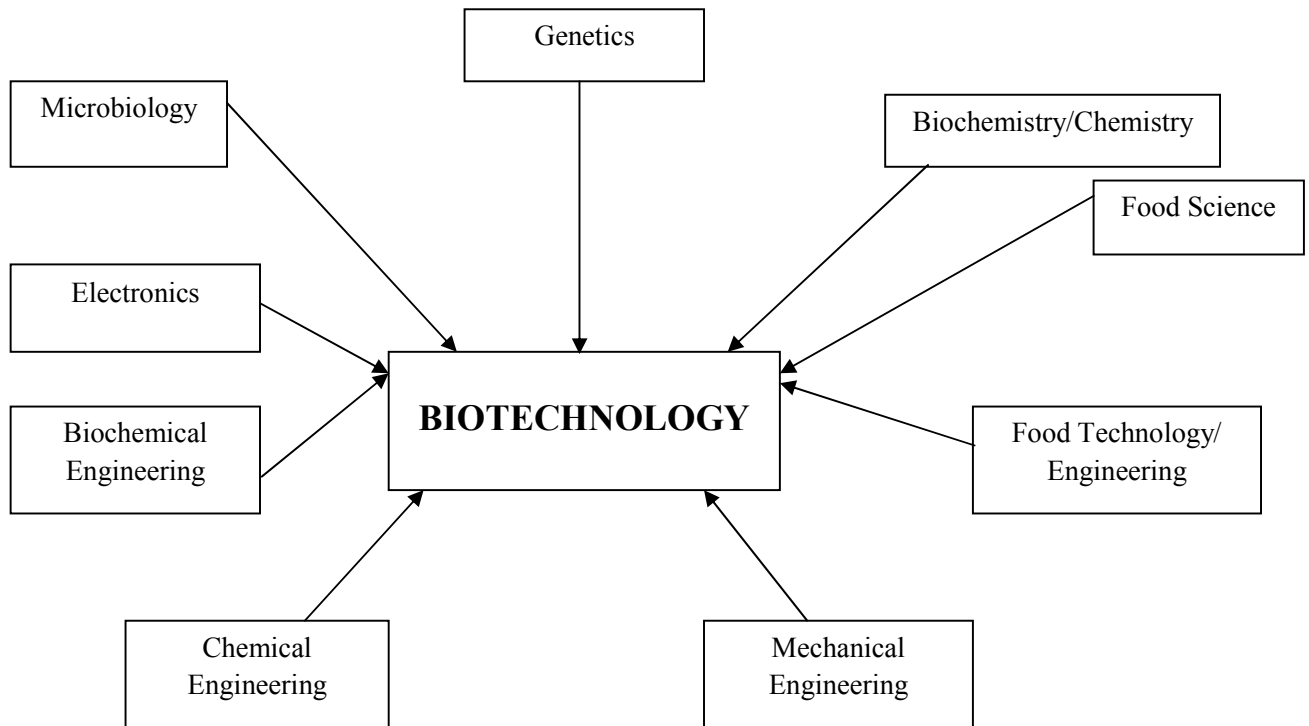 Genetics
Microbiology
Biochemistry/Chemistry
Food Science
Electronics
BIOTECHNOLOGY
Biochemical
Engineering
Food Technology/
Engineering
Chemical
Engineering
Mechanical
Engineering